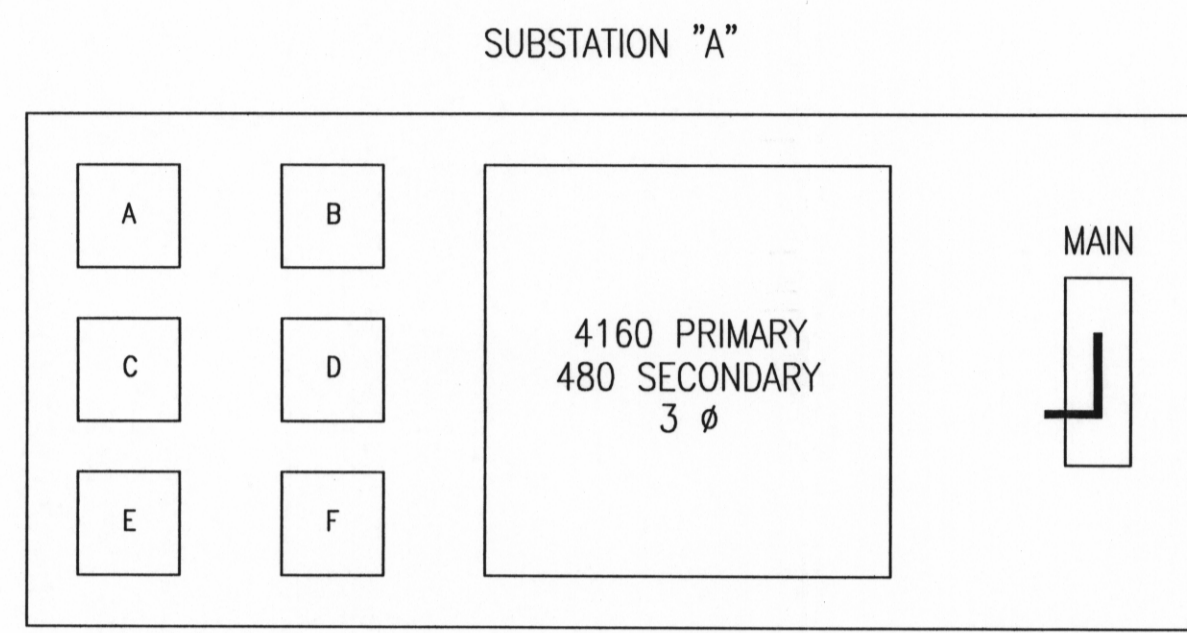 SUBSTATION "A"
A
B
MAIN
C
D
4160 PRIMARY
480 SECONDARY
3 ø
E
F